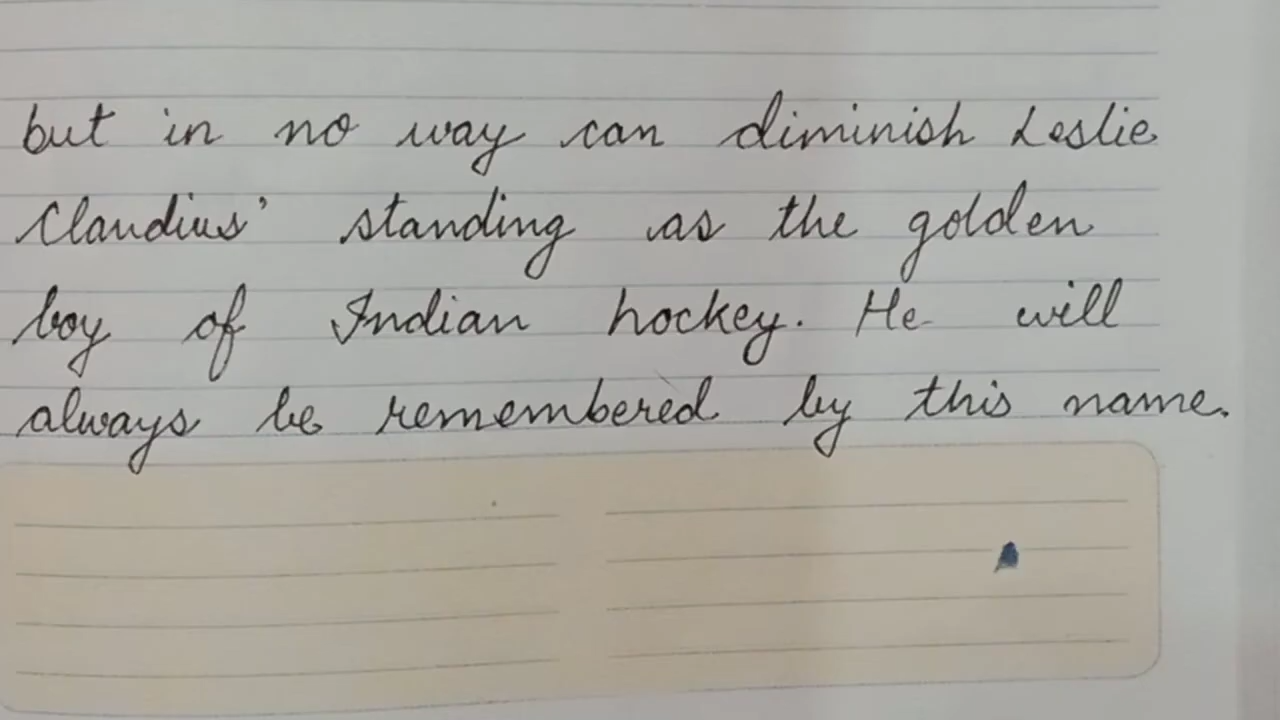 but in no way can diminish Leslie
Claudius' standing as the golden
boy of Indian hockey. He will
always be remembered by this name.